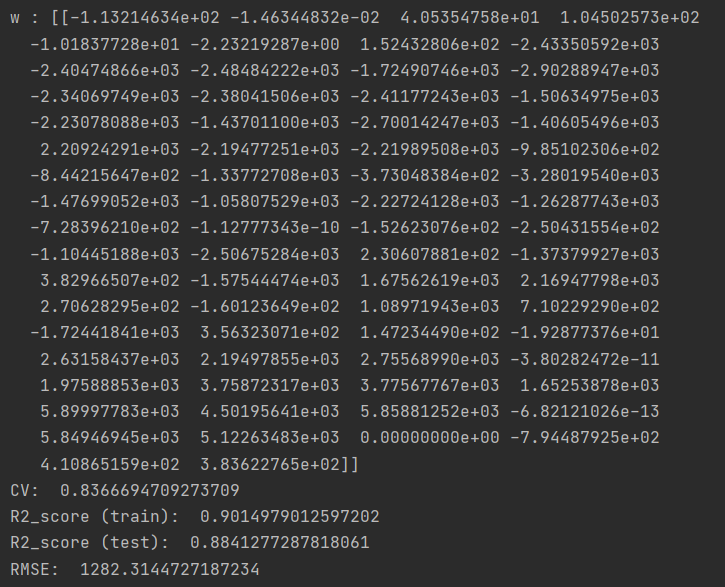 w : [[-1.13214634e+02 -1.46344832e-02  4.05354758e+01  1.04502573e+02
  -1.01837728e+01 -2.23219287e+00  1.52432806e+02 -2.43350592e+03
  -2.40474866e+03 -2.48484222e+03 -1.72490746e+03 -2.90288947e+03
  -2.34069749e+03 -2.38041506e+03 -2.41177243e+03 -1.50634975e+03
  -2.23078088e+03 -1.43701100e+03 -2.70014247e+03 -1.40605496e+03
   2.20924291e+03 -2.19477251e+03 -2.21989508e+03 -9.85102306e+02
  -8.44215647e+02 -1.33772708e+03 -3.73048384e+02 -3.28019540e+03
  -1.47699052e+03 -1.05807529e+03 -2.22724128e+03 -1.26287743e+03
  -7.28396210e+02 -1.12777343e-10 -1.52623076e+02 -2.50431554e+02
  -1.10445188e+03 -2.50675284e+03  2.30607881e+02 -1.37379927e+03
   3.82966507e+02 -1.57544474e+03  1.67562619e+03  2.16947798e+03
   2.70628295e+02 -1.60123649e+02  1.08971943e+03  7.10229290e+02
  -1.72441841e+03  3.56323071e+02  1.47234490e+02 -1.92877376e+01
   2.63158437e+03  2.19497855e+03  2.75568990e+03 -3.80282472e-11
   1.97588853e+03  3.75872317e+03  3.77567767e+03  1.65253878e+03
   5.89997783e+03  4.50195641e+03  5.85881252e+03 -6.82121026e-13
   5.84946945e+03  5.12263483e+03  0.00000000e+00 -7.94487925e+02
   4.10865159e+02  3.83622765e+02]]
CV:  0.8366694709273709
R2_score (train):  0.9014979012597202
R2_score (test):  0.8841277287818061
RMSE:  1282.3144727187234